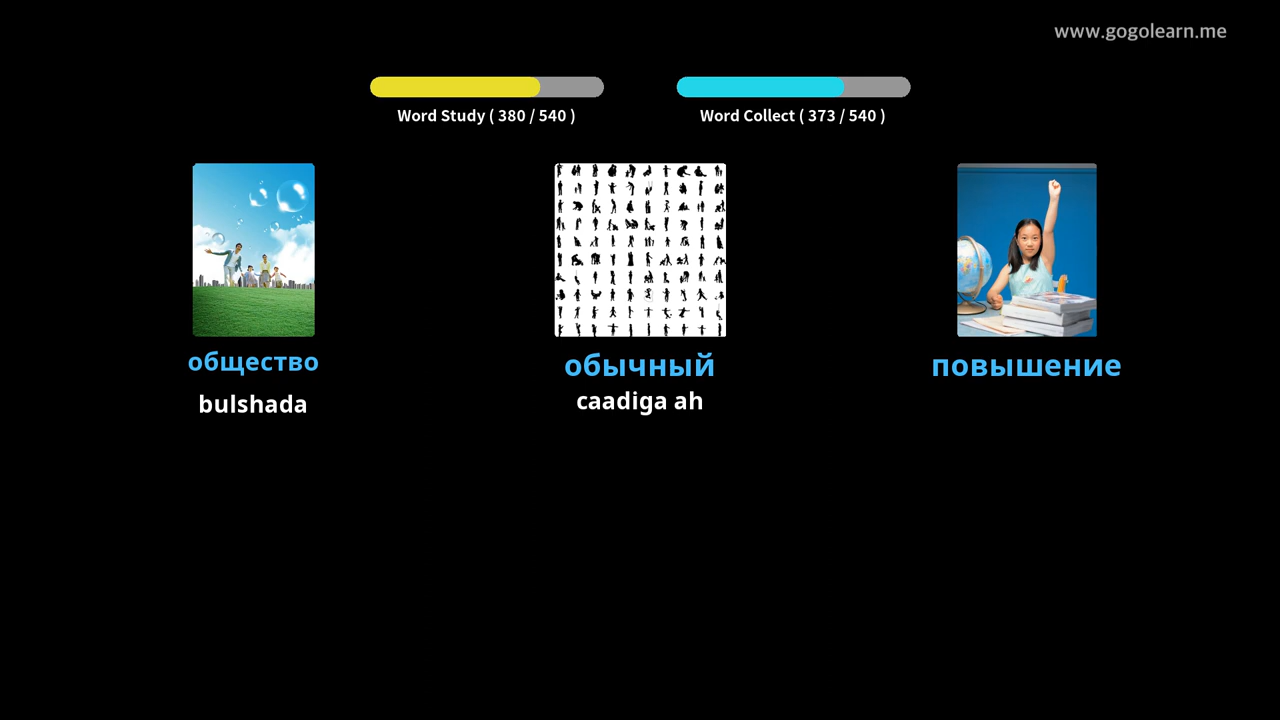 www.gogolearn.me
Word Study ( 380 / 540 )
Word Collect ( 373 / 540 )
общество
bulshada
обычный
caadiga ah
повышение